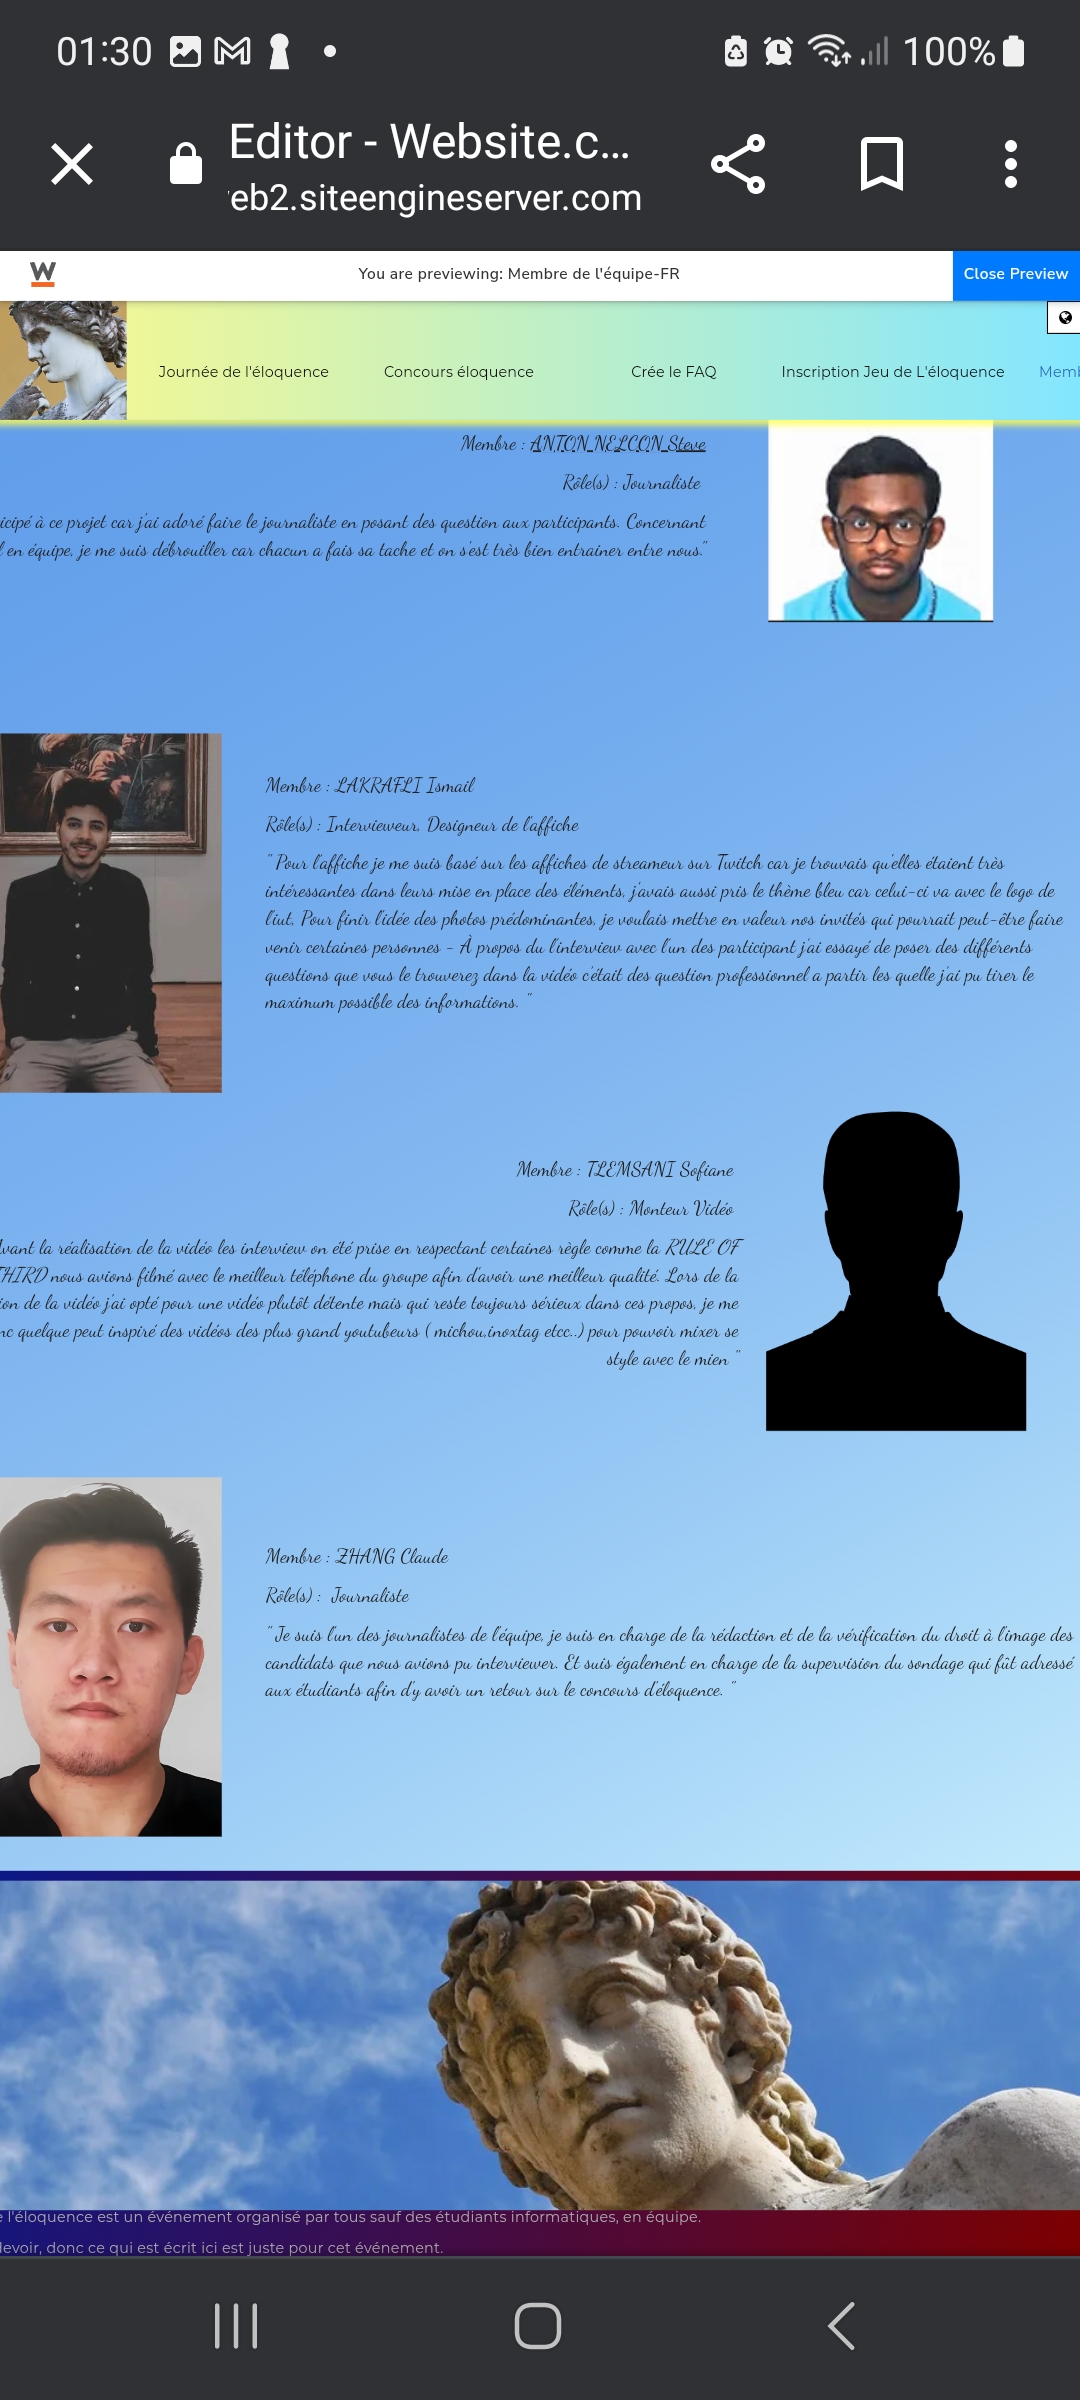 01:30
100%
Editor - Website.c...
eb2.siteengineserver.com
W
You are previewing: Membre de l'équipe-FR
Close Preview
Journée de l'éloquence
Concours éloquence
Crée le FAQ
Inscription Jeu de L'éloquence
Memb
Membre : ANTON NELCON Steve
Rôle(s) : Journaliste
icipé à ce projet car j'ai adoré faire le journaliste en posant des question aux participants. Concernant
l en équipe, je me suis débrouiller car chacun a fais sa tache et on s'est très bien entrainer entre nous."
Membre : LAKRAFLI Ismail
Rôle(s) : Intervieweur, Designeur de l'affiche
" Pour l'affiche je me suis basé sur les affiches de streameur sur Twitch car je trouvais qu'elles étaient très
intéressantes dans leurs mise en place des éléments, j'avais aussi pris le thème bleu car celui-ci va avec le logo de
l'iut, Pour finir l'idée des photos prédominantes, je voulais mettre en valeur nos invités qui pourrait peut-être faire
venir certaines personnes - À propos du l'interview avec l'un des participant j'ai essayé de poser des différents
questions que vous le trouverez dans la vidéo c'était des question professionnel a partir les quelle j'ai pu tirer le
maximum possible des informations. "
Membre : TLEMSANI Sofiane
Rôle(s) : Monteur Vidéo
Avant la réalisation de la vidéo les interview on été prise en respectant certaines règle comme la RULE OF
THIRD nous avions filmé avec le meilleur téléphone du groupe afin d'avoir une meilleur qualité. Lors de la
ion de la vidéo j'ai opté pour une vidéo plutôt détente mais qui reste toujours sérieux dans ces propos, je me
nc quelque peut inspiré des vidéos des plus grand youtubeurs ( michou,inoxtag etcc..) pour pouvoir mixer se
style avec le mien "
Membre : ZHANG Claude
Rôle(s) : Journaliste
" Je suis l'un des journalistes de l'équipe, je suis en charge de la rédaction et de la vérification du droit à l'image des
candidats que nous avions pu interviewer. Et suis également en charge de la supervision du sondage qui fût adressé
aux étudiants afin d'y avoir un retour sur le concours d'éloquence. "
e l'éloquence est un événement organisé par tous sauf des étudiants informatiques, en équipe.
devoir, donc ce qui est écrit ici est juste pour cet événement.